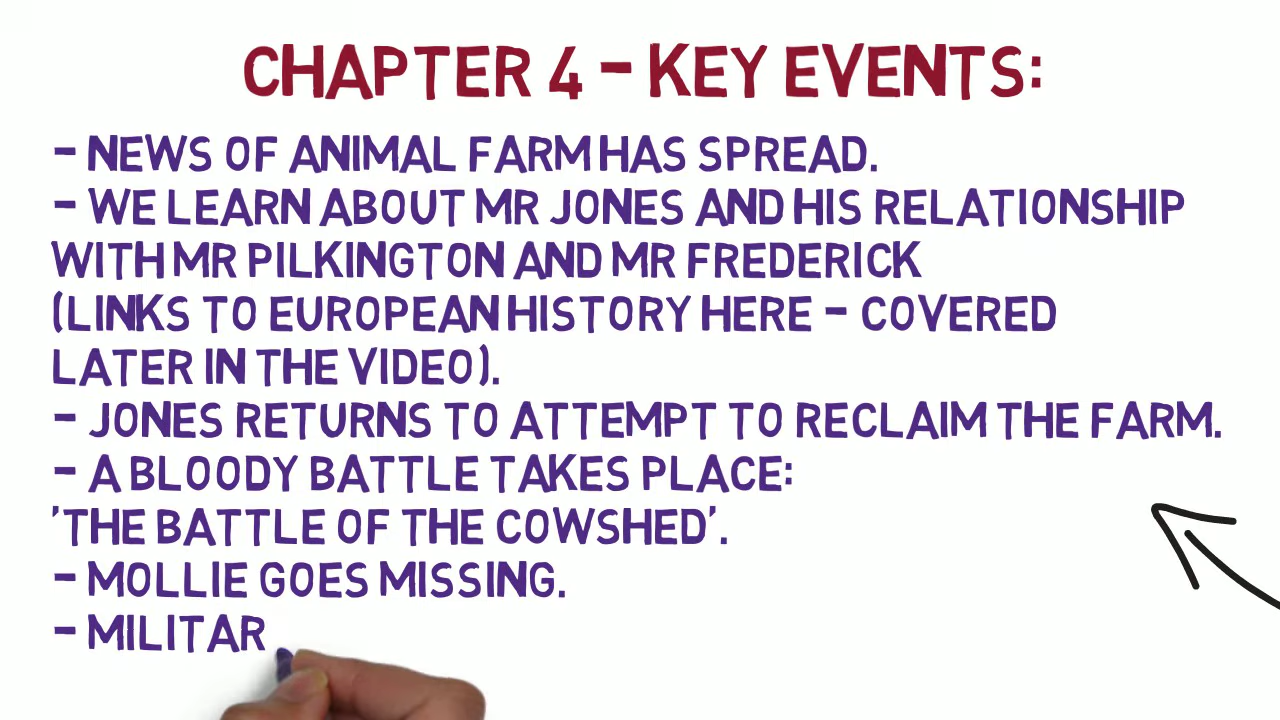 CHAPTER 4 - KEY EVENTS:
- NEWS OF ANIMAL FARM HAS SPREAD.
- WE LEARN ABOUT MR JONES AND HIS RELATIONSHIP
WITH MR PILKINGTON AND MR FREDERICK
(LINKS TO EUROPEAN HISTORY HERE - COVERED
LATER IN THE VIDEO).
- JONES RETURNS TO ATTEMPT TO RECLAIM THE FARM.
- A BLOODY BATTLE TAKES PLACE:
'THE BATTLE OF THE COWSHED'.
- MOLLIE GOES MISSING.
- MILITAR